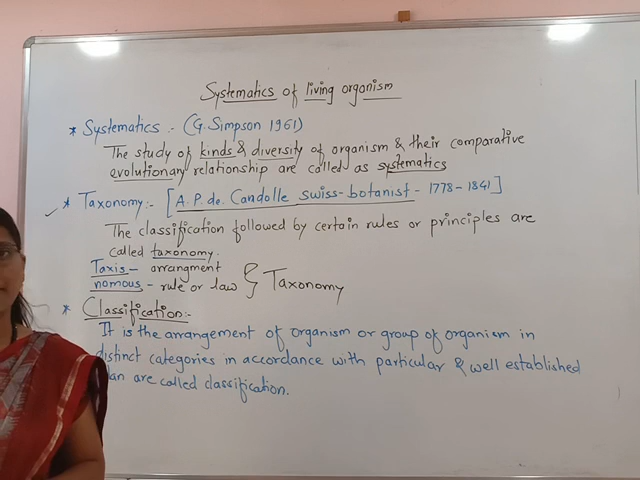 Systematics of living organism
* Systematics :- (G. Simpson 1961)
The study of kinds & diversity of organism & their comparative
evolutionary relationship are called as systematics
* Taxonomy:- [A. P. de. Candolle swiss-botanist - 1778-1841]
The classification followed by certain rules or principles are
called taxonomy.
Taxis - arrangment
nomous - rule or law } Taxonomy
* Classification:-
It is the arrangement of organism or group of organism in
distinct categories in accordance with particular & well established
are called classification.